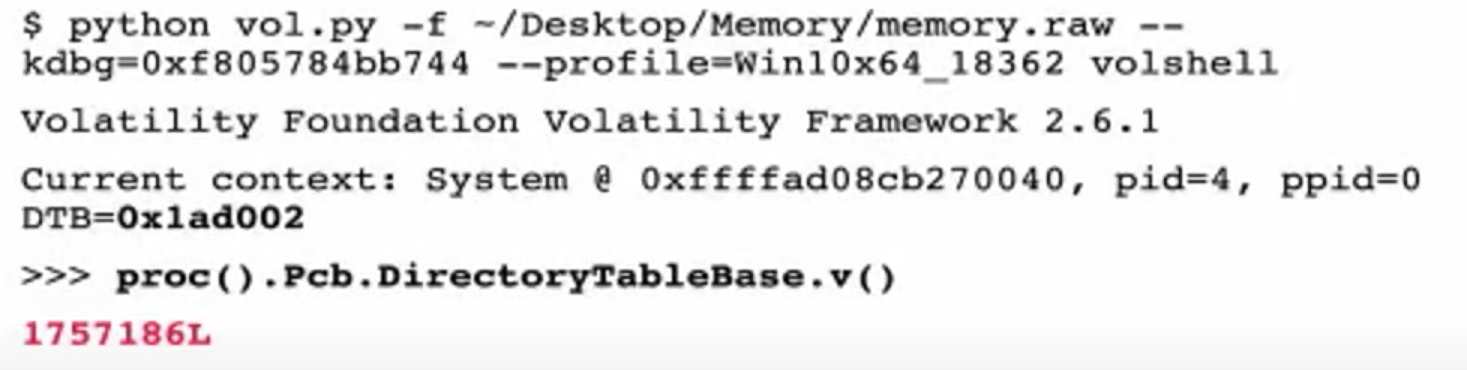 $ python vol.py -f ~/Desktop/Memory/memory.raw --
kdbg=0xf805784bb744 --profile=Win10x64_18362 volshell
Volatility Foundation Volatility Framework 2.6.1
Current context: System @ 0xffffad08cb270040, pid=4, ppid=0
DTB=0x1ad002
>>> proc().Pcb.DirectoryTableBase.v()
1757186L